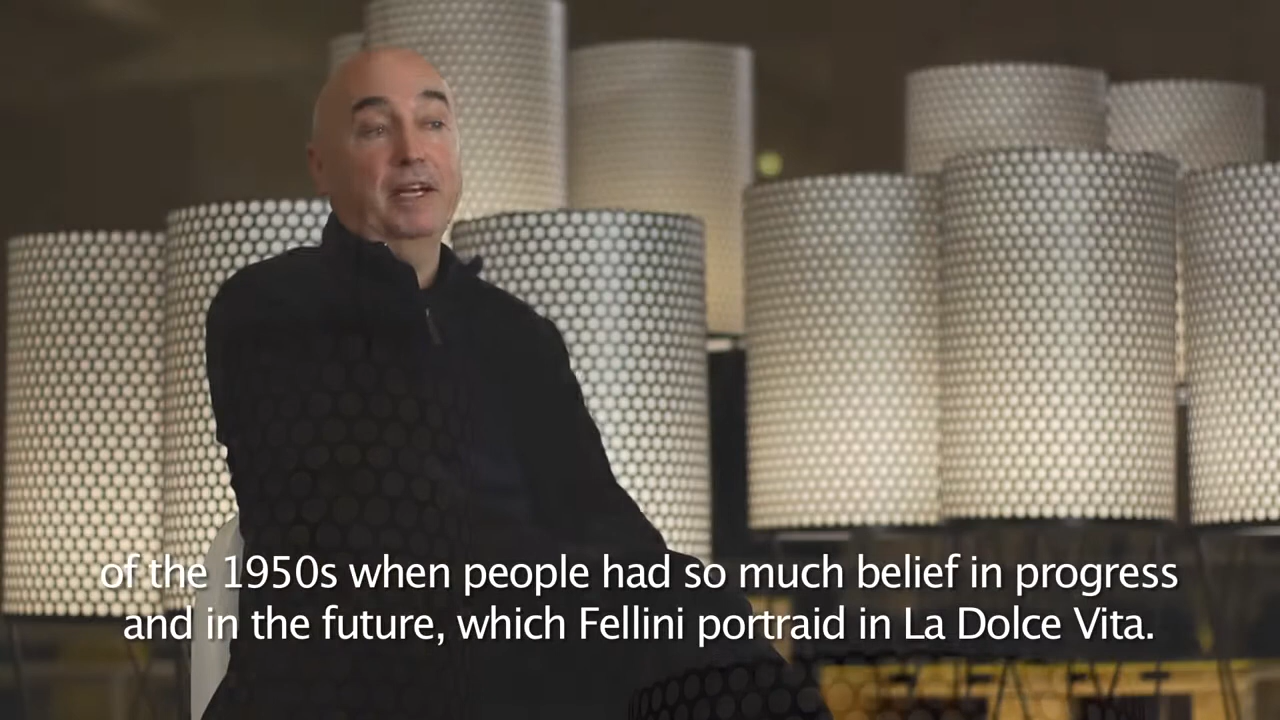 of the 1950s when people had so much belief in progress
and in the future, which Fellini portraid in La Dolce Vita.